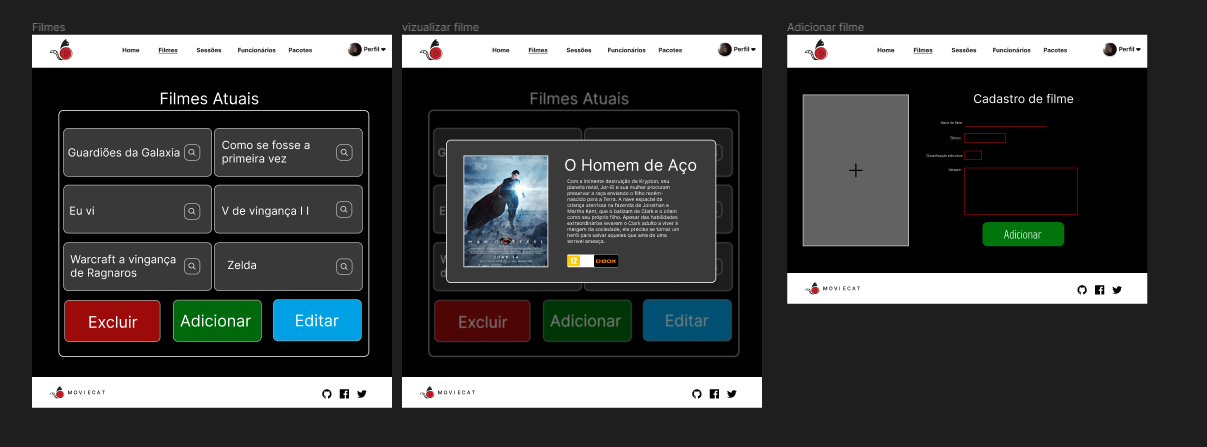 Filmes
Home Filmes Sessões Funcionários Pacotes Perfil
Filmes Atuais
Guardiões da Galaxia
Como se fosse a
primeira vez
Eu vi
V de vingança I I
Warcraft a vingança
de Ragnaros
Zelda
Excluir
Adicionar
Editar
MOVIECAT
vizualizar filme
Home Filmes Sessões Funcionários Pacotes Perfil
Filmes Atuais
O Homem de Aço
Com a iminente destruição de Krypton, seu
planeta natal, Jor-El e sua mulher procuram
preservar a raça enviando o filho recém-
nascido para a Terra. A nave espacial da
criança aterrissa na fazenda de Jonathan e
Martha Kent, que o batizam de Clark e o criam
como seu próprio filho. Apesar das habilidades
extraordinárias levarem o Clark adulto a viver à
margem da sociedade, ele precisa se tornar um
herói para salvar aqueles que ama de uma
terrível ameaça.
MAN OF STEEL
JUNE 14
12
D-BOX
Excluir
Adicionar
Editar
MOVIECAT
Adicionar filme
Home Filmes Sessões Funcionários Pacotes Perfil
Cadastro de filme
Nome do filme
Classificação indicativa
Sinopse
Adicionar
MOVIECAT